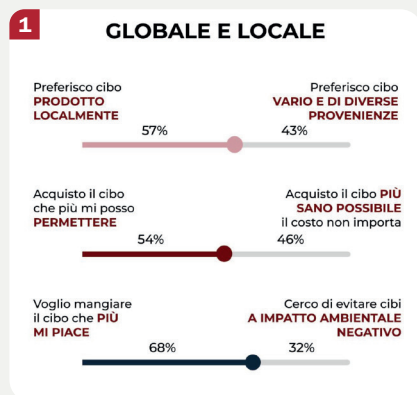 1
GLOBALE E LOCALE
Preferisco cibo
PRODOTTO
LOCALMENTE
Preferisco cibo
VARIO E DI DIVERSE
PROVENIENZE
57%
43%
Acquisto il cibo
che più mi posso
PERMETTERE
Acquisto il cibo PIÙ
SANO POSSIBILE
il costo non importa
54%
46%
Voglio mangiare
il cibo che PIÙ
MI PIACE
Cerco di evitare cibi
A IMPATTO AMBIENTALE
NEGATIVO
68%
32%